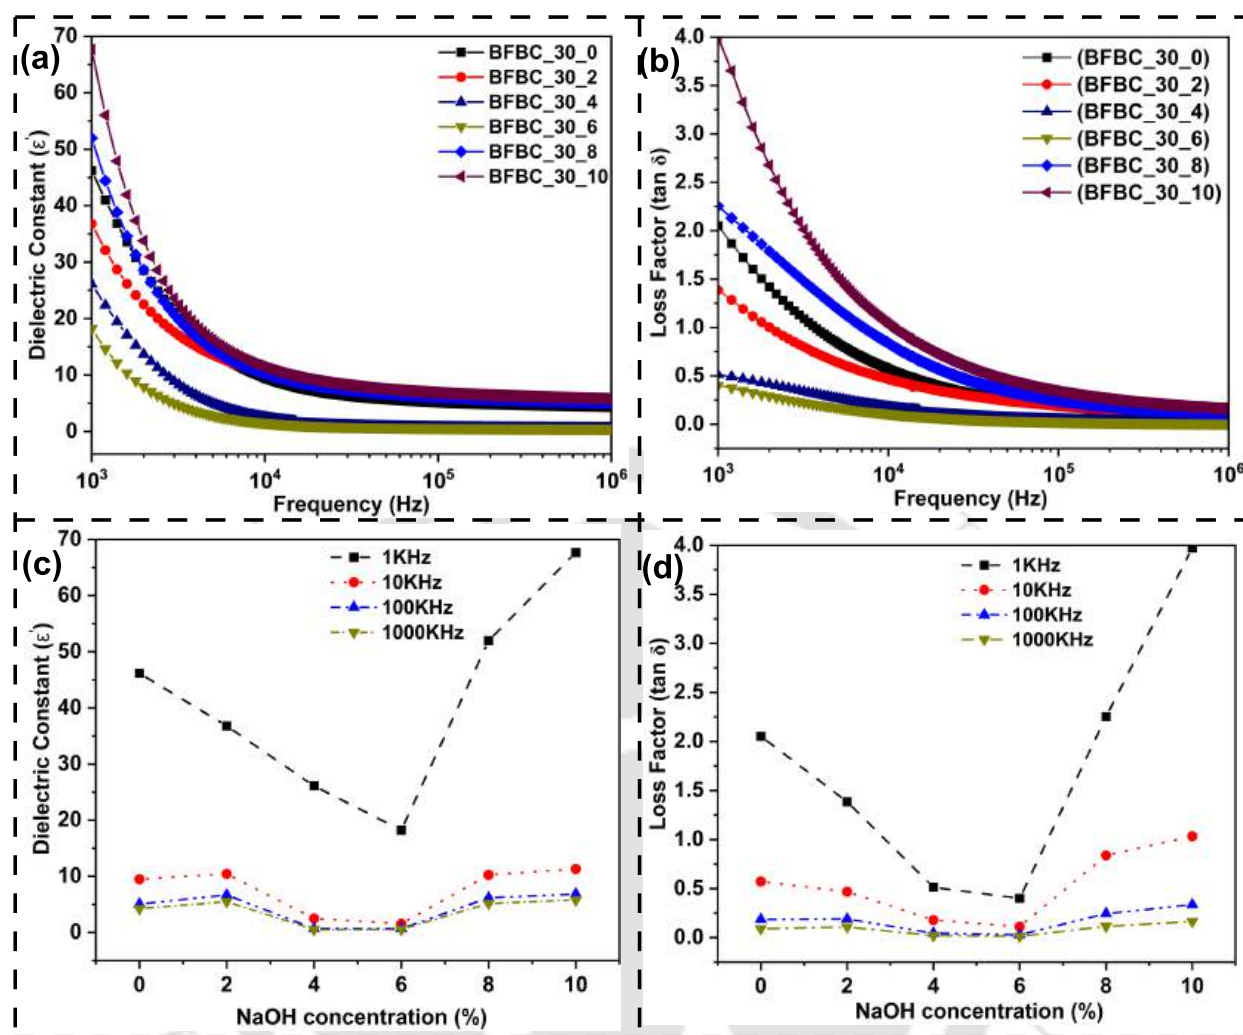 (a)
70
60
50
40
30
20
10
0
Dielectric Constant (ε')
BFBC_30_0
BFBC_30_2
BFBC_30_4
BFBC_30_6
BFBC_30_8
BFBC_30_10
10³ 10⁴ 10⁵ 10⁶
Frequency (Hz)
(b)
4.0
3.5
3.0
2.5
2.0
1.5
1.0
0.5
0.0
Loss Factor (tan δ)
(BFBC_30_0)
(BFBC_30_2)
(BFBC_30_4)
(BFBC_30_6)
(BFBC_30_8)
(BFBC_30_10)
10³ 10⁴ 10⁵ 10⁶
Frequency (Hz)
(c)
70
60
50
40
30
20
10
0
Dielectric Constant (ε')
1KHz
10KHz
100KHz
1000KHz
0 2 4 6 8 10
NaOH concentration (%)
(d)
4.0
3.5
3.0
2.5
2.0
1.5
1.0
0.5
0.0
Loss Factor (tan δ)
1KHz
10KHz
100KHz
1000KHz
0 2 4 6 8 10
NaOH concentration (%)